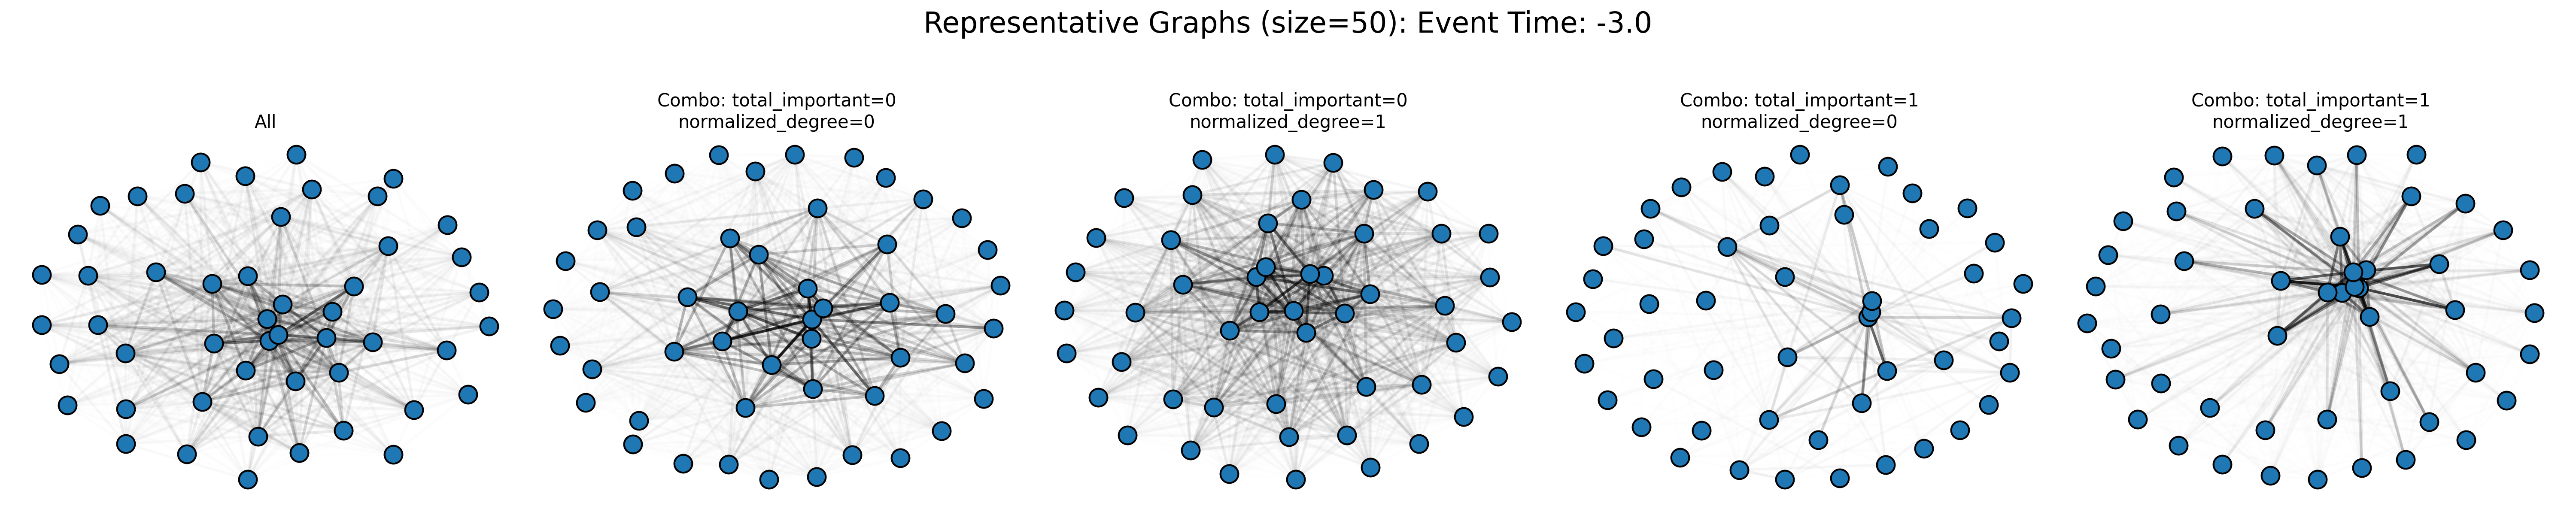 Representative Graphs (size=50): Event Time: -3.0
All
Combo: total_important=0
normalized_degree=0
Combo: total_important=0
normalized_degree=1
Combo: total_important=1
normalized_degree=0
Combo: total_important=1
normalized_degree=1